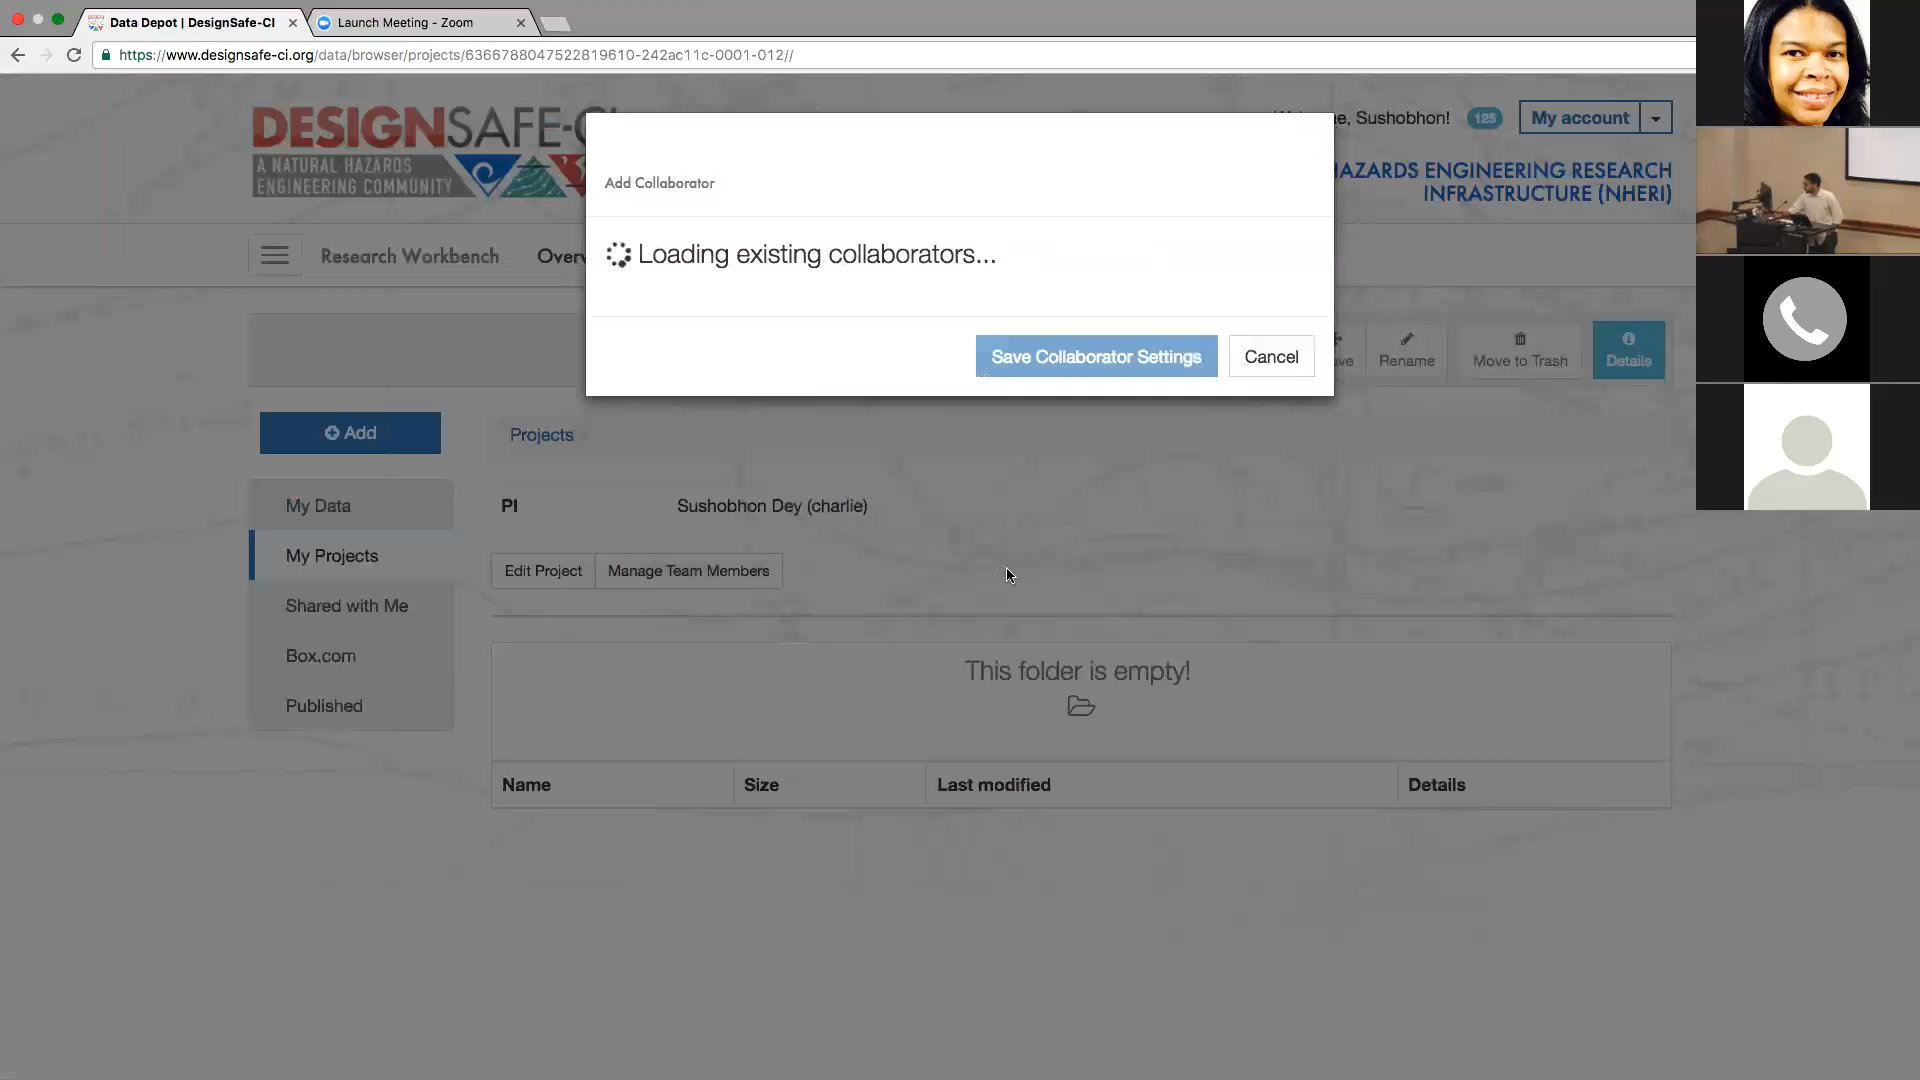 Data Depot | DesignSafe-CI
Launch Meeting - Zoom
https://www.designsafe-ci.org/data/browser/projects/6366788047522819610-242ac11c-0001-012//
DESIGNSAFE-C
A NATURAL HAZARDS
ENGINEERING COMMUNITY
e, Sushobhon!
125
My account
AZARDS ENGINEERING RESEARCH
INFRASTRUCTURE (NHERI)
Add Collaborator
Loading existing collaborators...
Save Collaborator Settings
Cancel
Research Workbench
Overv
ve
Rename
Move to Trash
Details
Add
Projects
My Data
My Projects
Shared with Me
Box.com
Published
PI
Sushobhon Dey (charlie)
Edit Project
Manage Team Members
This folder is empty!
Name
Size
Last modified
Details